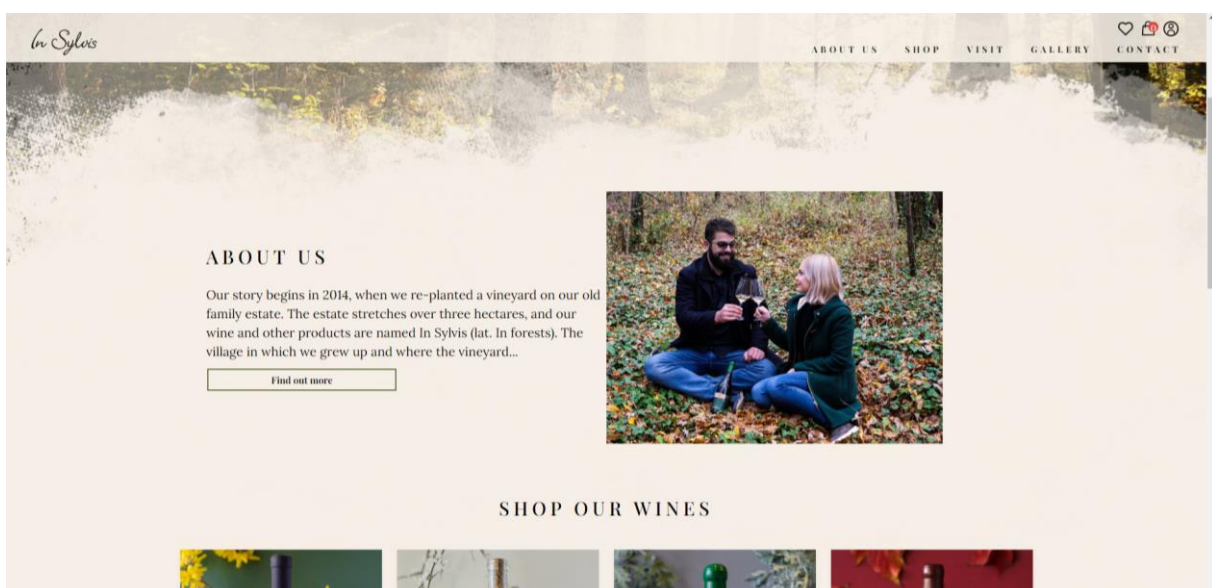 In Sylvis
ABOUT US SHOP VISIT GALLERY CONTACT
ABOUT US
Our story begins in 2014, when we re-planted a vineyard on our old
family estate. The estate stretches over three hectares, and our
wine and other products are named In Sylvis (lat. In forests). The
village in which we grew up and where the vineyard...
Find out more
SHOP OUR WINES